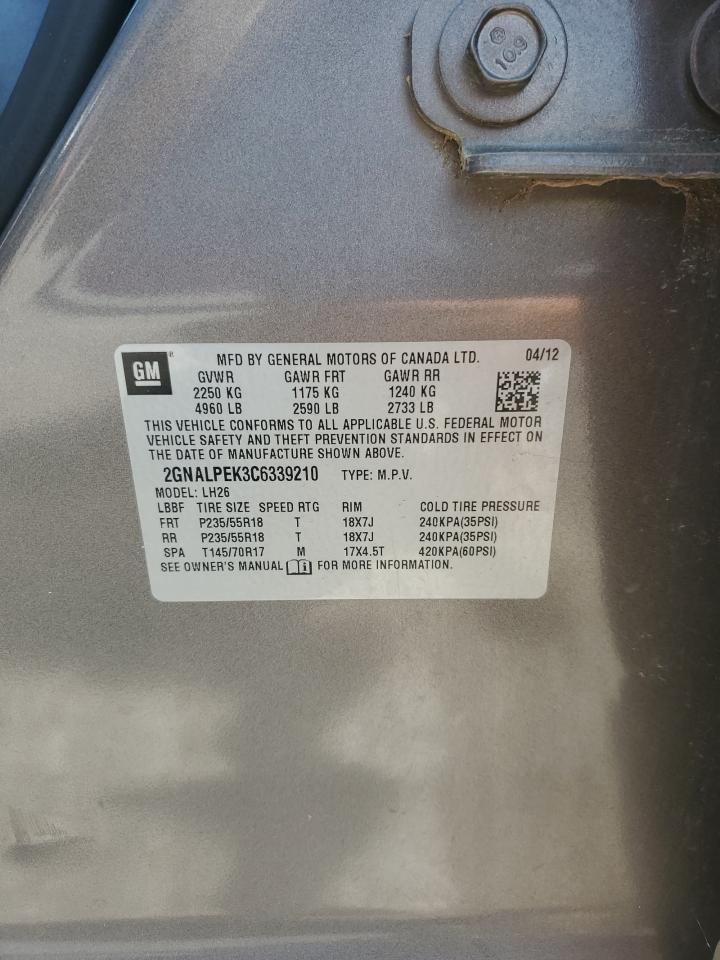 10.9
GM ® MFD BY GENERAL MOTORS OF CANADA LTD. 04/12
GVWR GAWR FRT GAWR RR
2250 KG 1175 KG 1240 KG
4960 LB 2590 LB 2733 LB
THIS VEHICLE CONFORMS TO ALL APPLICABLE U.S. FEDERAL MOTOR
VEHICLE SAFETY AND THEFT PREVENTION STANDARDS IN EFFECT ON
THE DATE OF MANUFACTURE SHOWN ABOVE.
2GNALPEK3C6339210 TYPE: M.P.V.
MODEL: LH26
LBBF TIRE SIZE SPEED RTG RIM COLD TIRE PRESSURE
FRT P235/55R18 T 18X7J 240KPA(35PSI)
RR P235/55R18 T 18X7J 240KPA(35PSI)
SPA T145/70R17 M 17X4.5T 420KPA(60PSI)
SEE OWNER'S MANUAL FOR MORE INFORMATION.